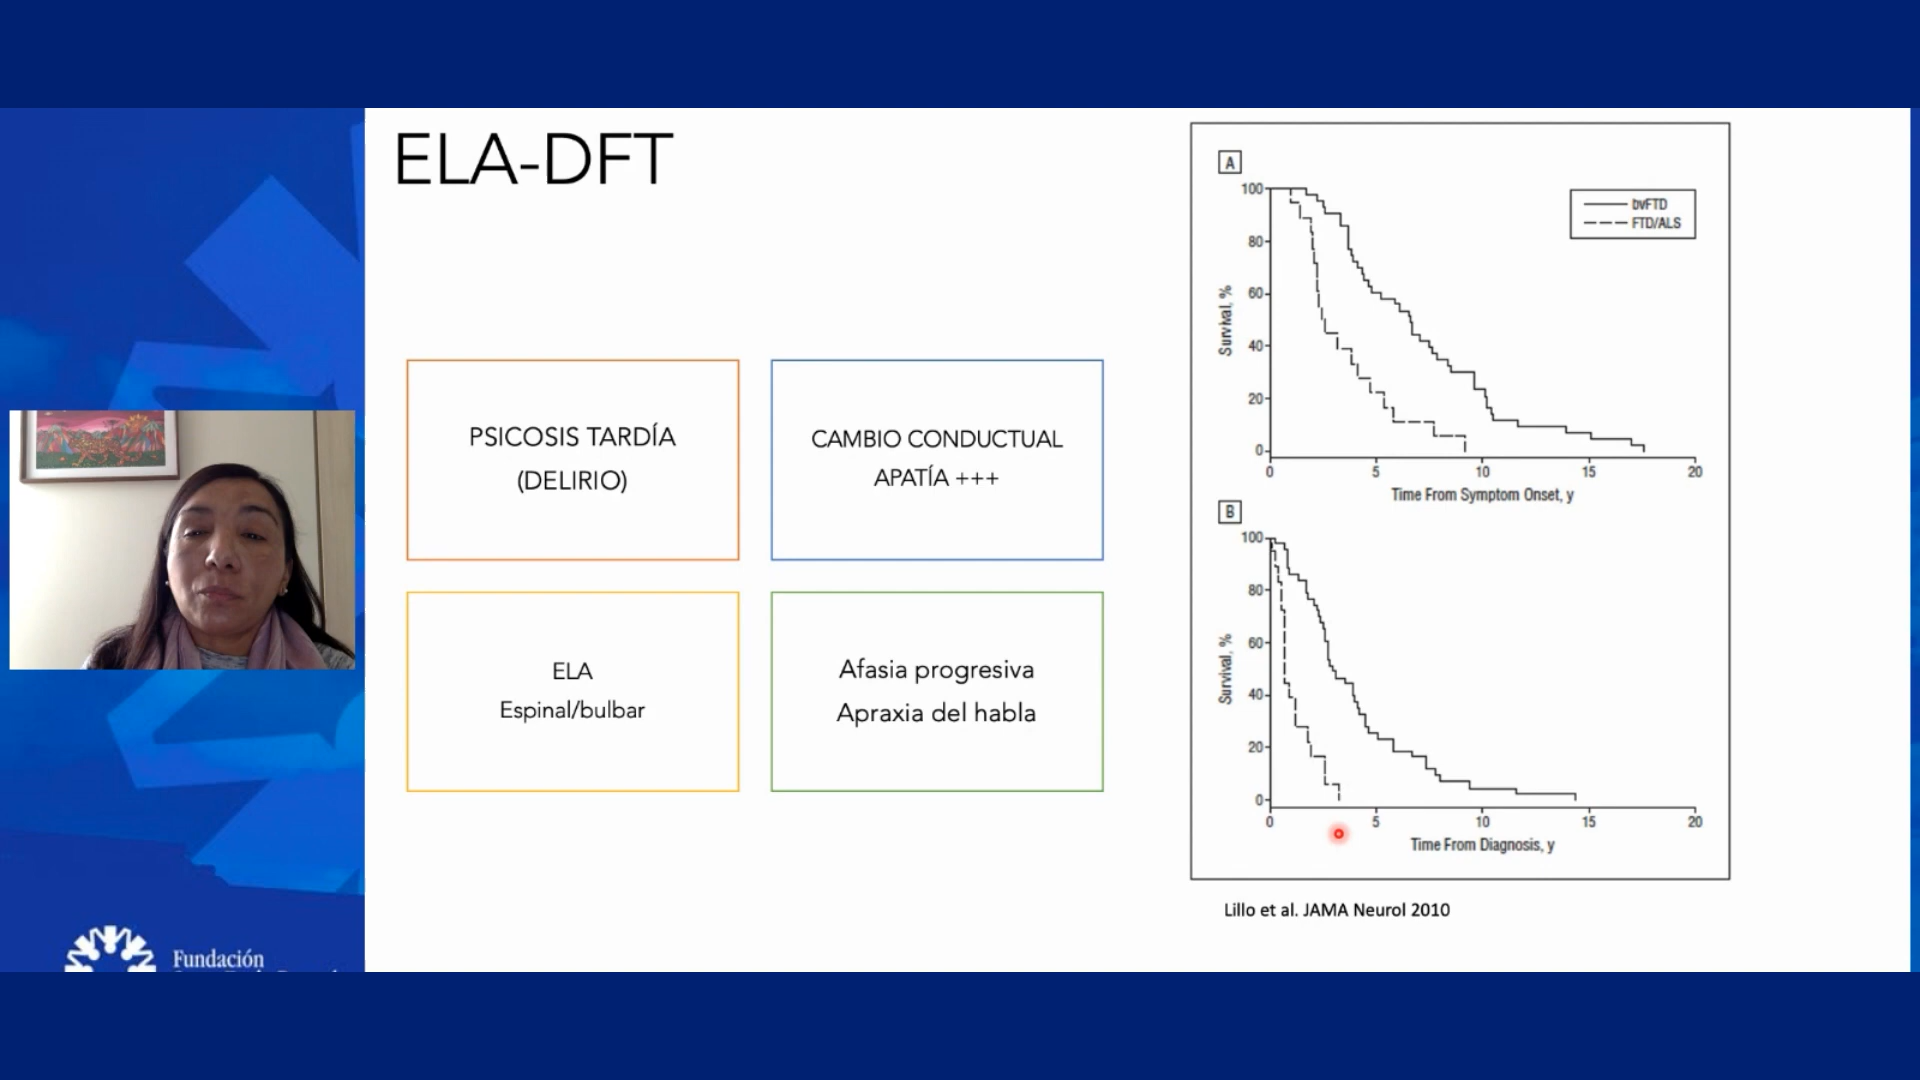 ELA-DFT
PSICOSIS TARDÍA
(DELIRIO)
CAMBIO CONDUCTUAL
APATÍA +++
ELA
Espinal/bulbar
Afasia progresiva
Apraxia del habla
A
bvFTD
FTD/ALS
100
80
60
40
20
0
Survival, %
0 5 10 15 20
Time From Symptom Onset, y
B
100
80
60
40
20
0
Survival, %
0 5 10 15 20
Time From Diagnosis, y
Lillo et al. JAMA Neurol 2010
Fundación